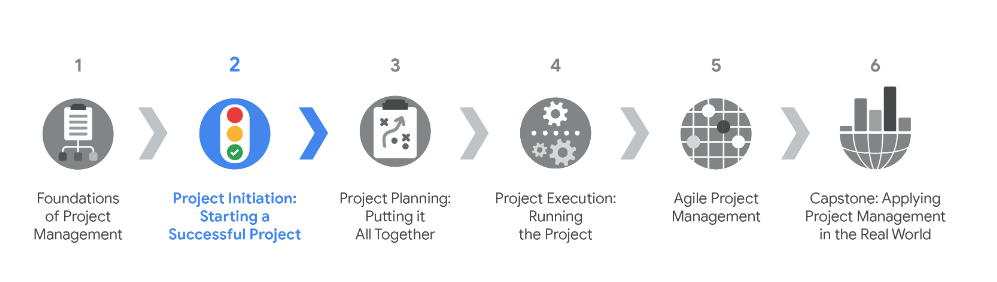 1
2
3
4
5
6
Foundations
of Project
Management
Project Initiation:
Starting a
Successful Project
Project Planning:
Putting it
All Together
Project Execution:
Running
the Project
Agile Project
Management
Capstone: Applying
Project Management
in the Real World